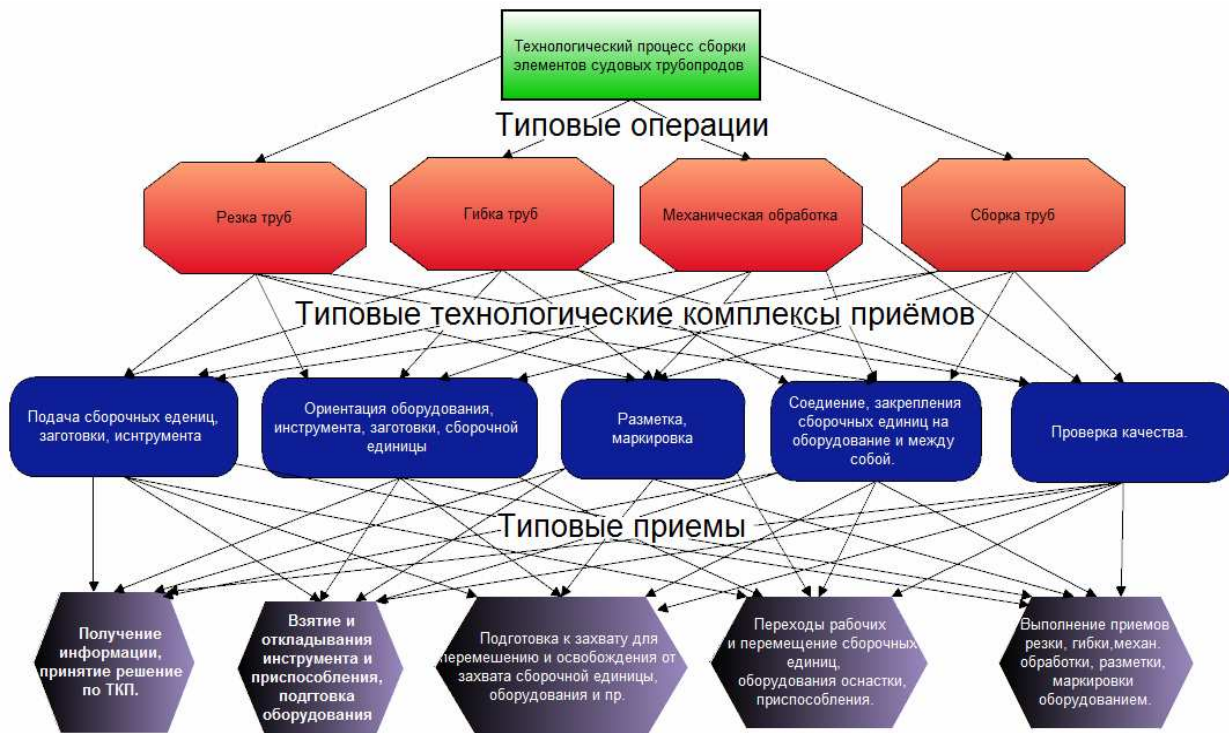 Технологический процесс сборки
элементов судовых трубопродов
Типовые операции
Резка труб
Гибка труб
Механическая обработка
Сборка труб
Типовые технологические комплексы приёмов
Подача сборочных едениц,
заготовки, иснтрумента
Ориентация оборудования,
инструмента, заготовки, сборочной
единицы
Разметка,
маркировка
Соедиение, закрепления
сборочных единиц на
оборудование и между
собой.
Проверка качества.
Типовые приемы
Получение
информации,
принятие решение
по ТКП.
Взятие и
откладывания
инструмента и
приспособления,
подгтовка
оборудования
Подготовка к захвату для
перемешению и освобождения от
захвата сборочной единицы,
оборудования и пр.
Переходы рабочих
и перемещение сборочных
единиц,
оборудования оснастки,
приспособления.
Выполнение приемов
резки, гибки,механ.
обработки, разметки,
маркировки
оборудованием.